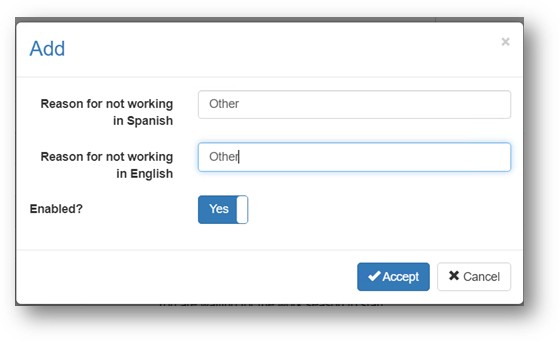 Add
×
Reason for not working
in Spanish
Other
Reason for not working
in English
Other
Enabled?
Yes
Accept
Cancel